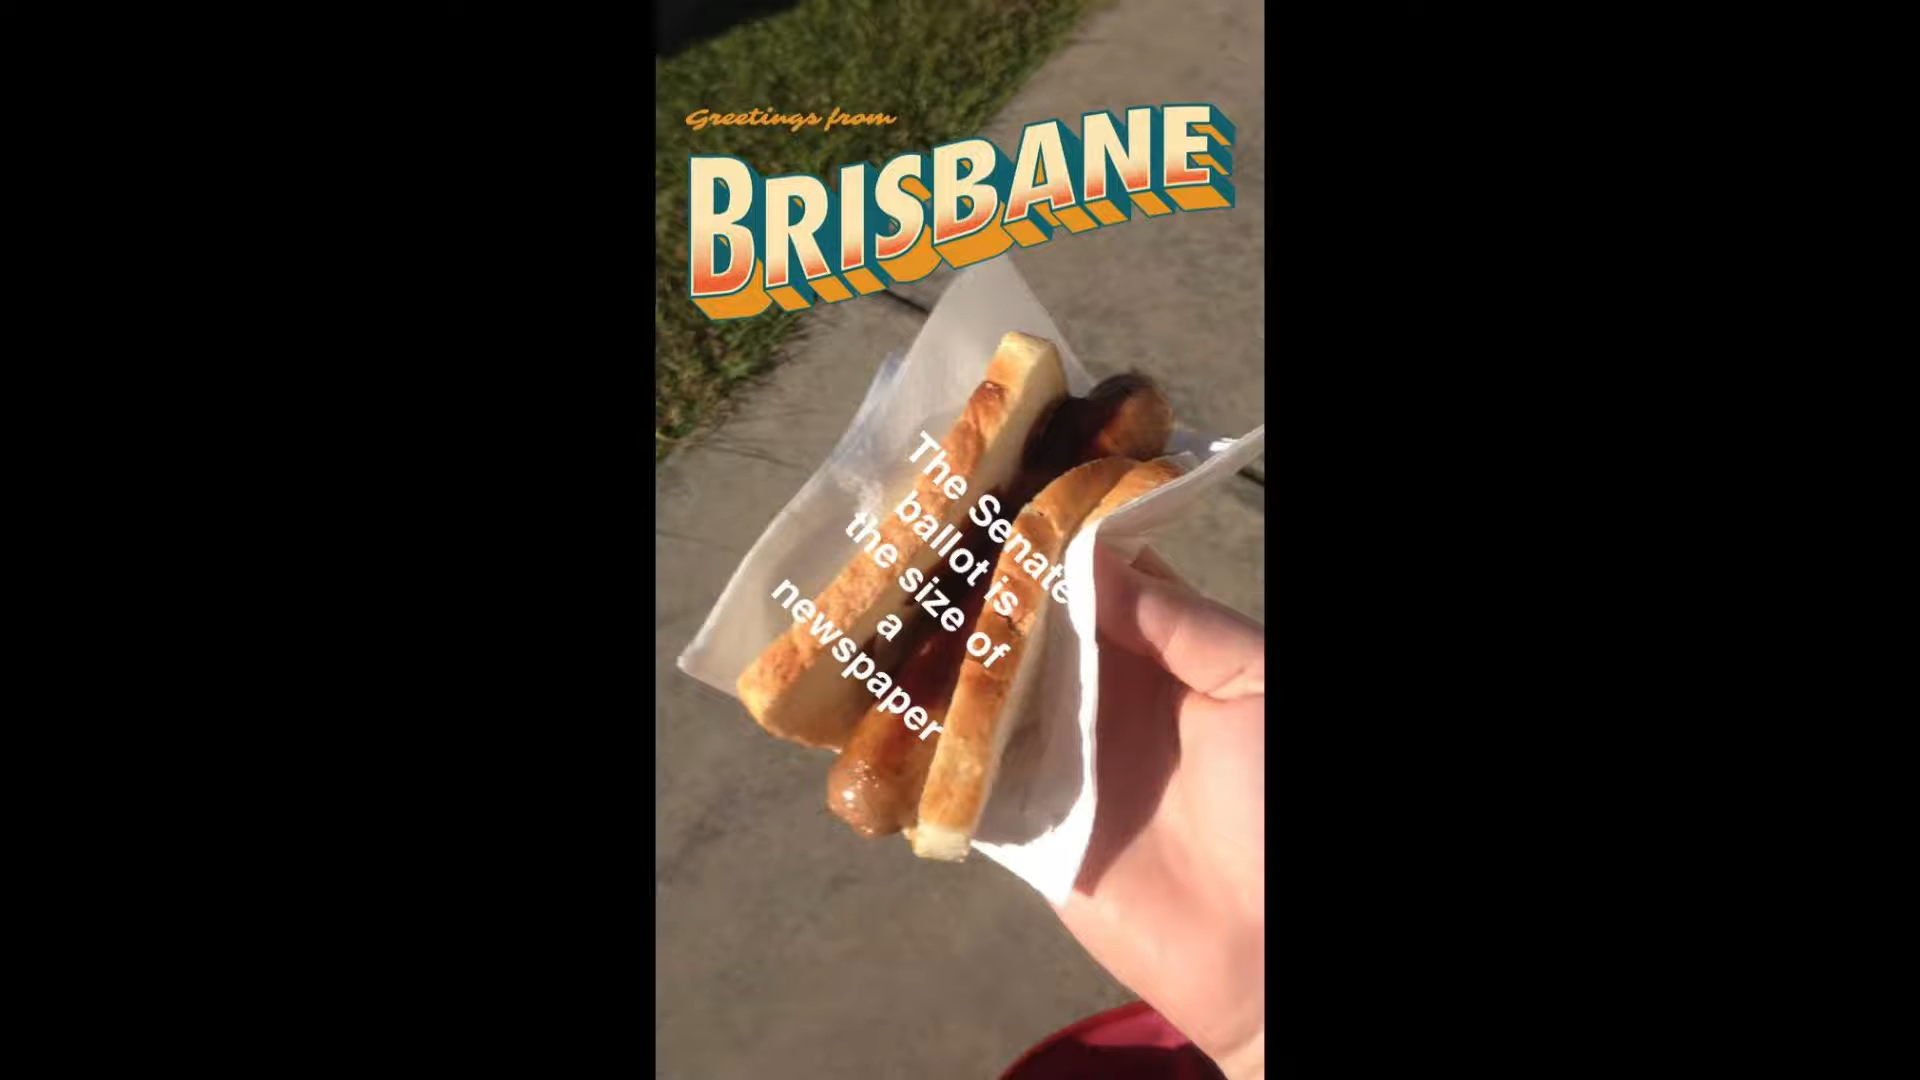 Greetings from
BRISBANE
The Senate
ballot is
the size of
a
newspaper